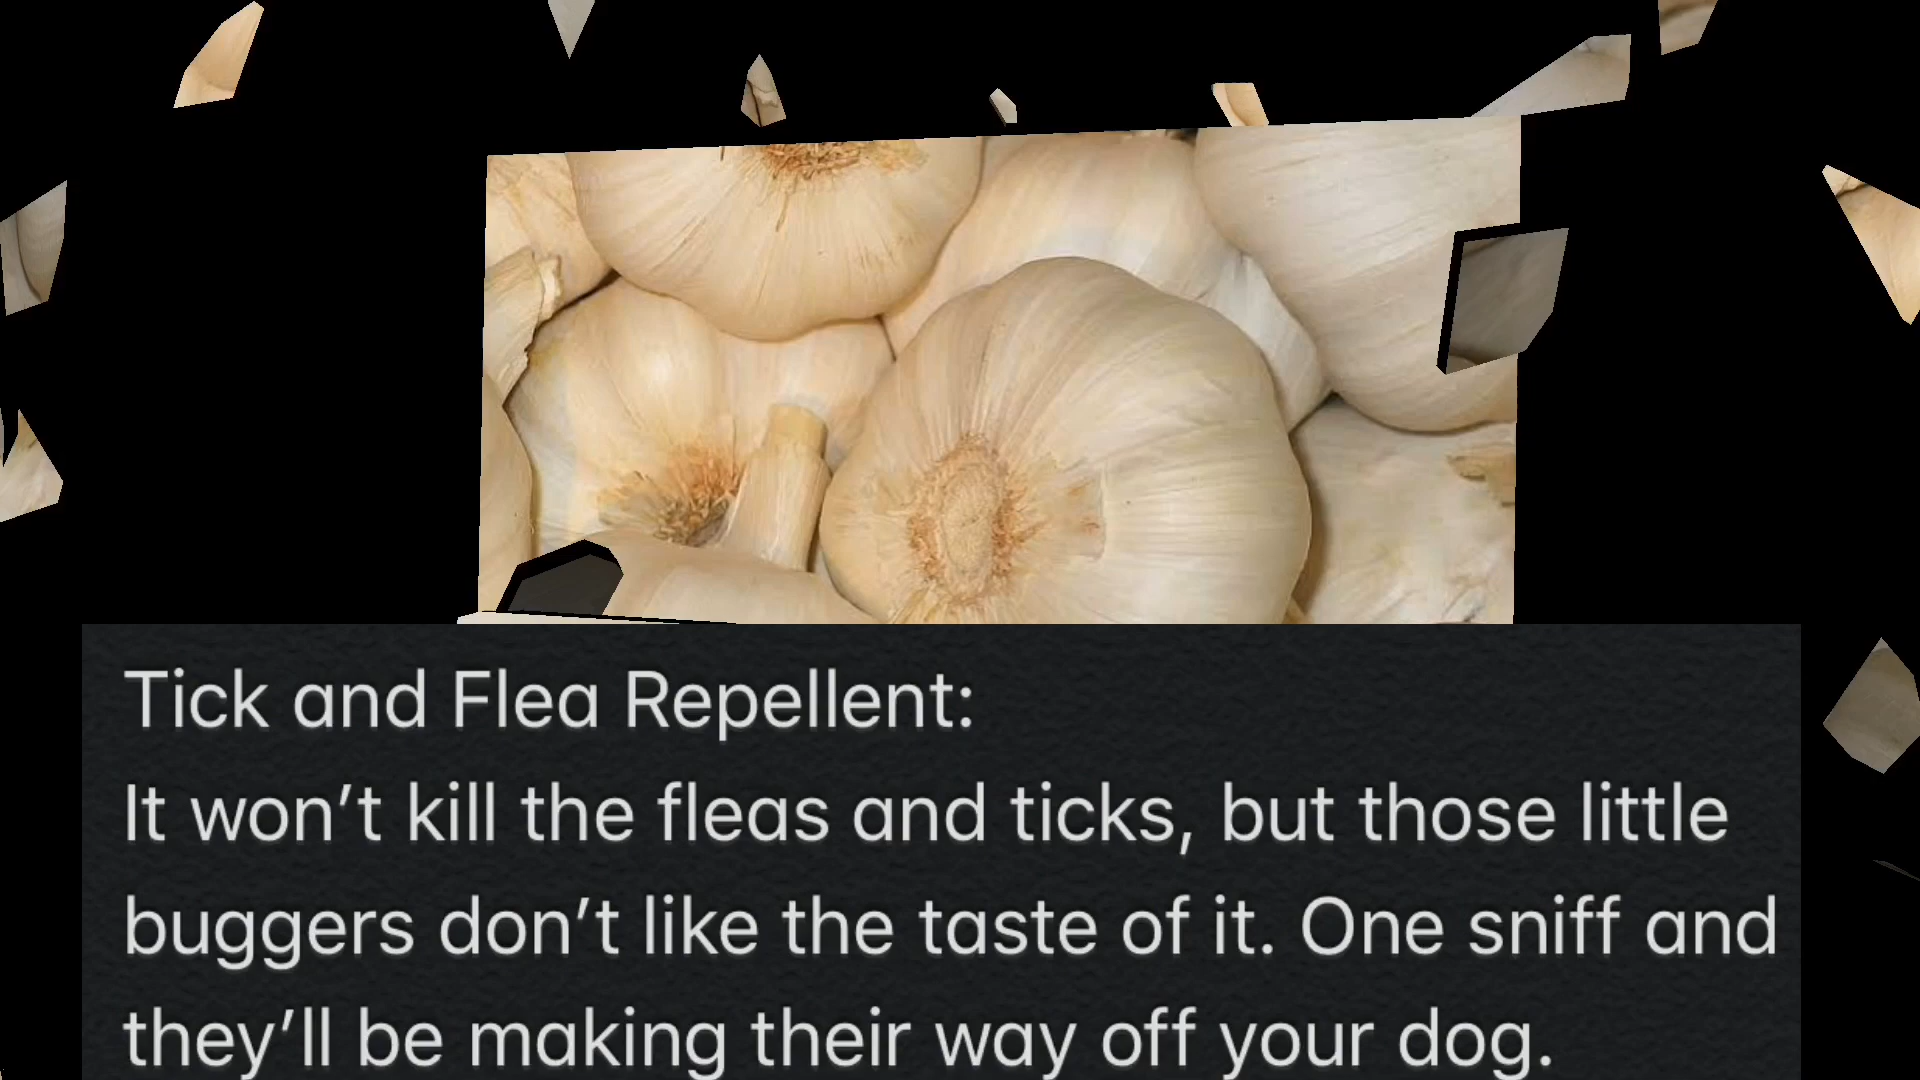 Tick and Flea Repellent:
It won’t kill the fleas and ticks, but those little
buggers don’t like the taste of it. One sniff and
they’ll be making their way off your dog.